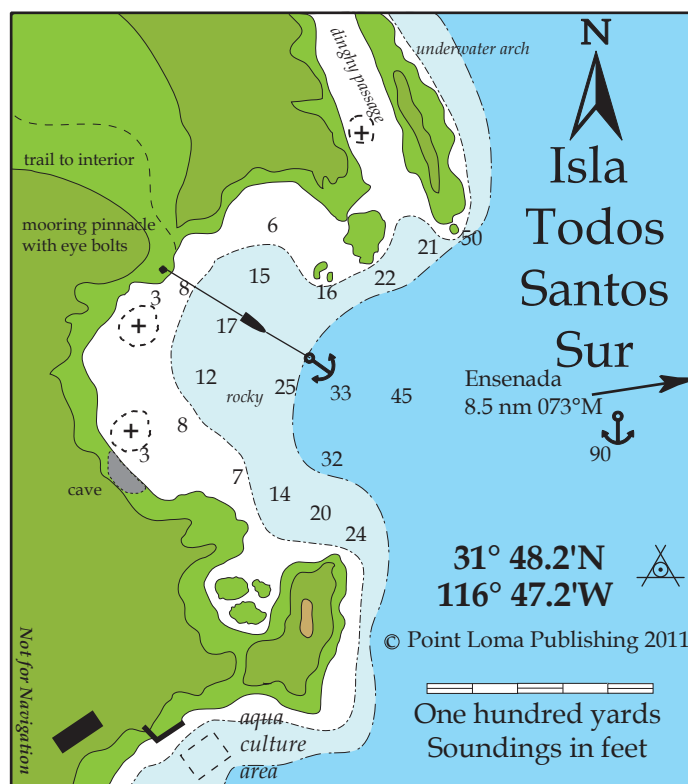 dinghy passage
underwater arch
N
Isla
Todos
Santos
Sur
trail to interior
mooring pinnacle
with eye bolts
6
21
50
15
22
16
8
3
17
12
rocky
25
33
45
Ensenada
8.5 nm 073°M
8
3
32
90
7
cave
14
20
24
31° 48.2'N
116° 47.2'W
© Point Loma Publishing 2011
Not for Navigation
One hundred yards
Soundings in feet
aqua
culture
area